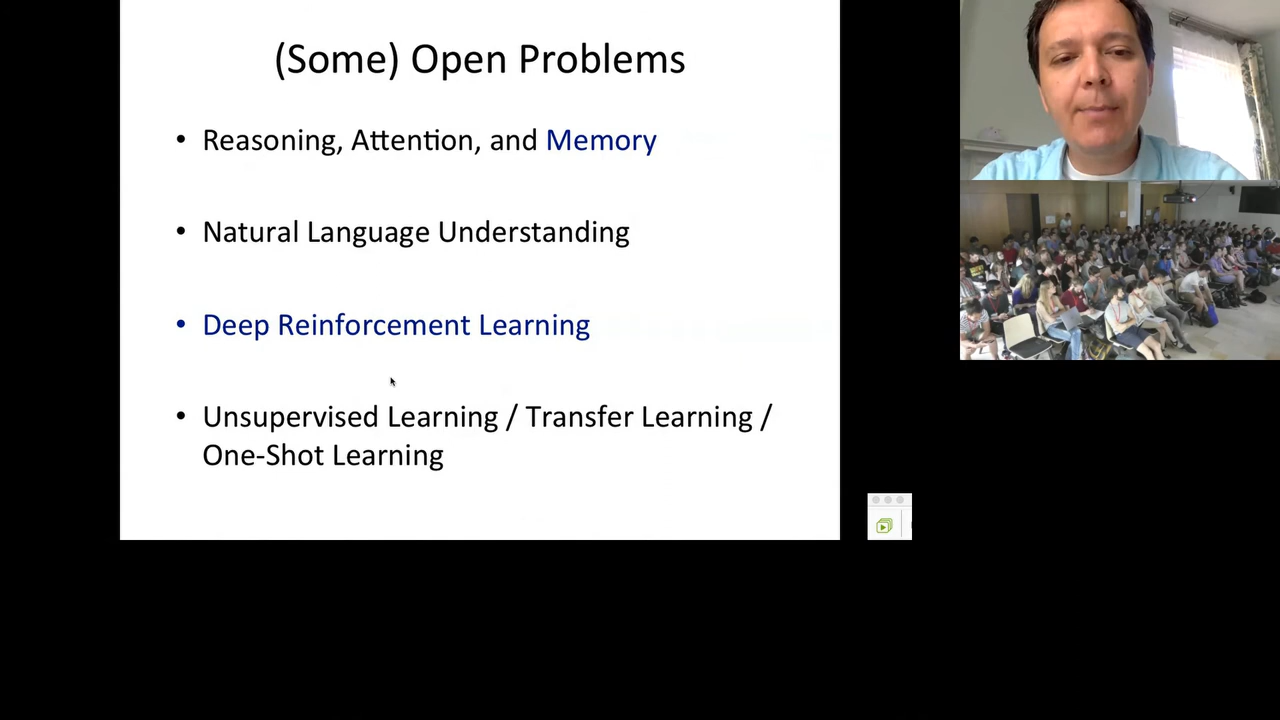 (Some) Open Problems
• Reasoning, Attention, and Memory
• Natural Language Understanding
• Deep Reinforcement Learning
• Unsupervised Learning / Transfer Learning /
One-Shot Learning